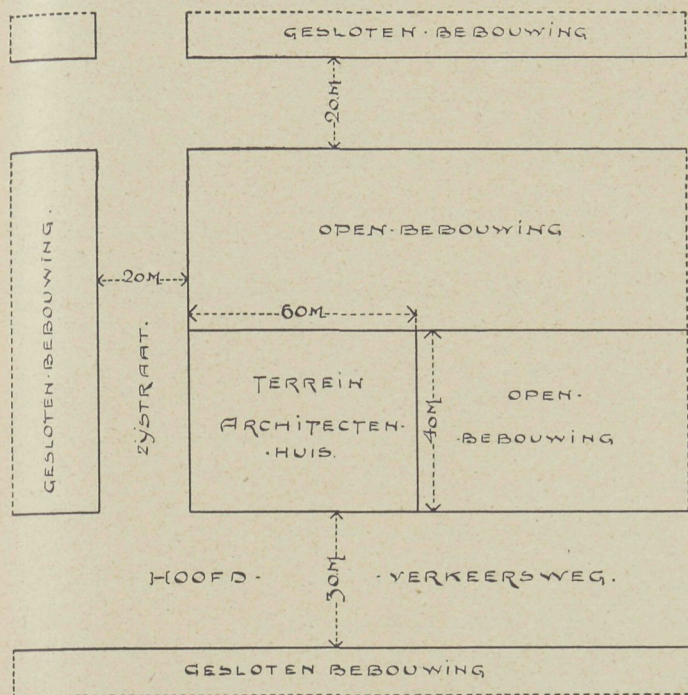 GESLOTEN·BEBOUWING
20M
OPEN·BEBOUWING
GESLOTEN·BEBOUWING.
20M
ZIJSTRAAT.
60M
TERREIN
ARCHITECTEN·
·HUIS.
40M
OPEN·
·BEBOUWING
HOOFD·
30M
·VERKEERSWEG.
GESLOTEN BEBOUWING